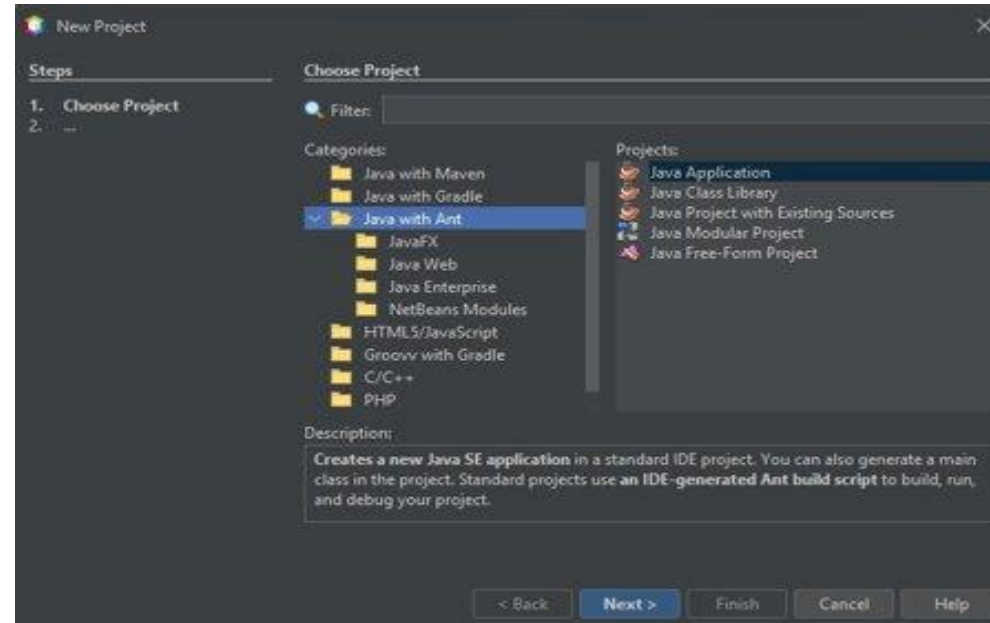 New Project
Steps
1. Choose Project
2. ...
Choose Project
Filter:
Categories:
Java with Maven
Java with Gradle
Java with Ant
JavaFX
Java Web
Java Enterprise
NetBeans Modules
HTML5/JavaScript
Groovy with Gradle
C/C++
PHP
Projects:
Java Application
Java Class Library
Java Project with Existing Sources
Java Modular Project
Java Free-Form Project
Description:
Creates a new Java SE application in a standard IDE project. You can also generate a main
class in the project. Standard projects use an IDE-generated Ant build script to build, run,
and debug your project.
< Back
Next >
Finish
Cancel
Help